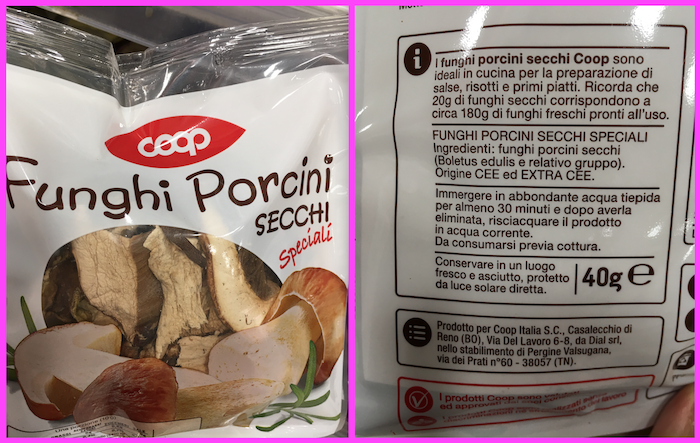 coop
Funghi Porcini
SECCHI
Speciali
I funghi porcini secchi Coop sono
ideali in cucina per la preparazione di
salse, risotti e primi piatti. Ricorda che
20g di funghi secchi corrispondono a
circa 180g di funghi freschi pronti all'uso.
FUNGHI PORCINI SECCHI SPECIALI
Ingredienti: funghi porcini secchi
(Boletus edulis e relativo gruppo).
Origine CEE ed EXTRA CEE.
Immergere in abbondante acqua tiepida
per almeno 30 minuti e dopo averla
eliminata, risciacquare il prodotto
in acqua corrente.
Da consumarsi previa cottura.
Conservare in un luogo
fresco e asciutto, protetto
da luce solare diretta.
40g e
Prodotto per Coop Italia S.C., Casalecchio di
Reno (BO), Via Del Lavoro 6-8, da Dial srl,
nello stabilimento di Pergine Valsugana,
via dei Prati n°60 - 38057 (TN).
I prodotti Coop sono